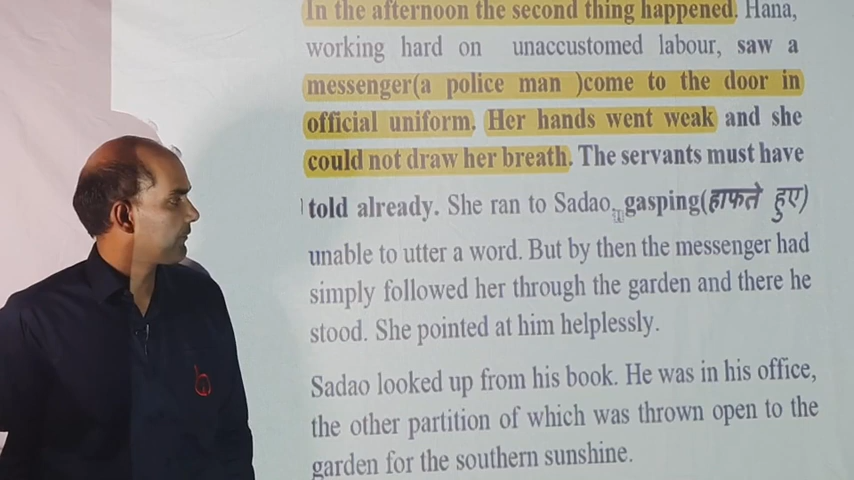 In the afternoon the second thing happened. Hana,
working hard on unaccustomed labour, saw a
messenger(a police man )come to the door in
official uniform. Her hands went weak and she
could not draw her breath. The servants must have
told already. She ran to Sadao, gasping(हाफते हुए)
unable to utter a word. But by then the messenger had
simply followed her through the garden and there he
stood. She pointed at him helplessly.
Sadao looked up from his book. He was in his office,
the other partition of which was thrown open to the
garden for the southern sunshine.